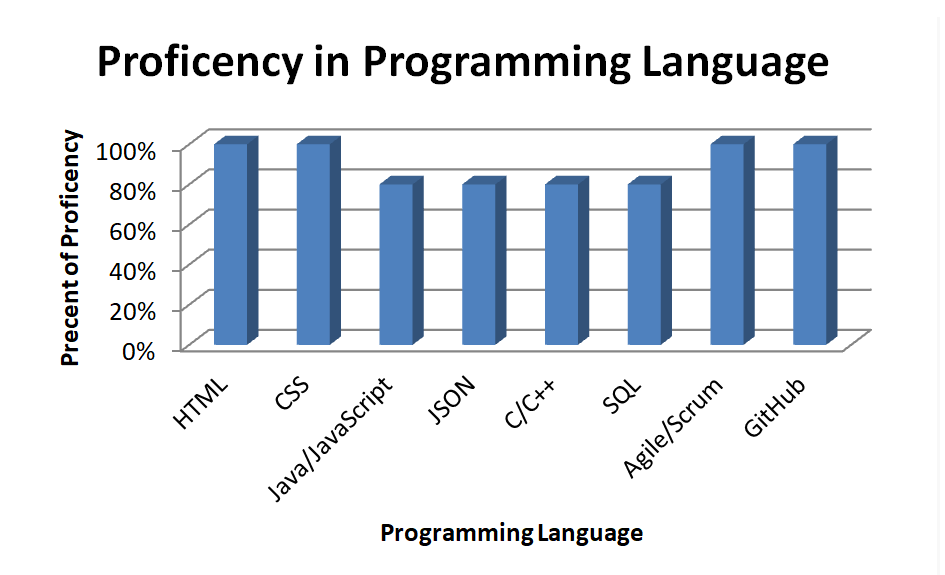 Proficency in Programming Language
Precent of Proficency
100%
80%
60%
40%
20%
0%
HTML
CSS
Java/JavaScript
JSON
C/C++
SQL
Agile/Scrum
GitHub
Programming Language